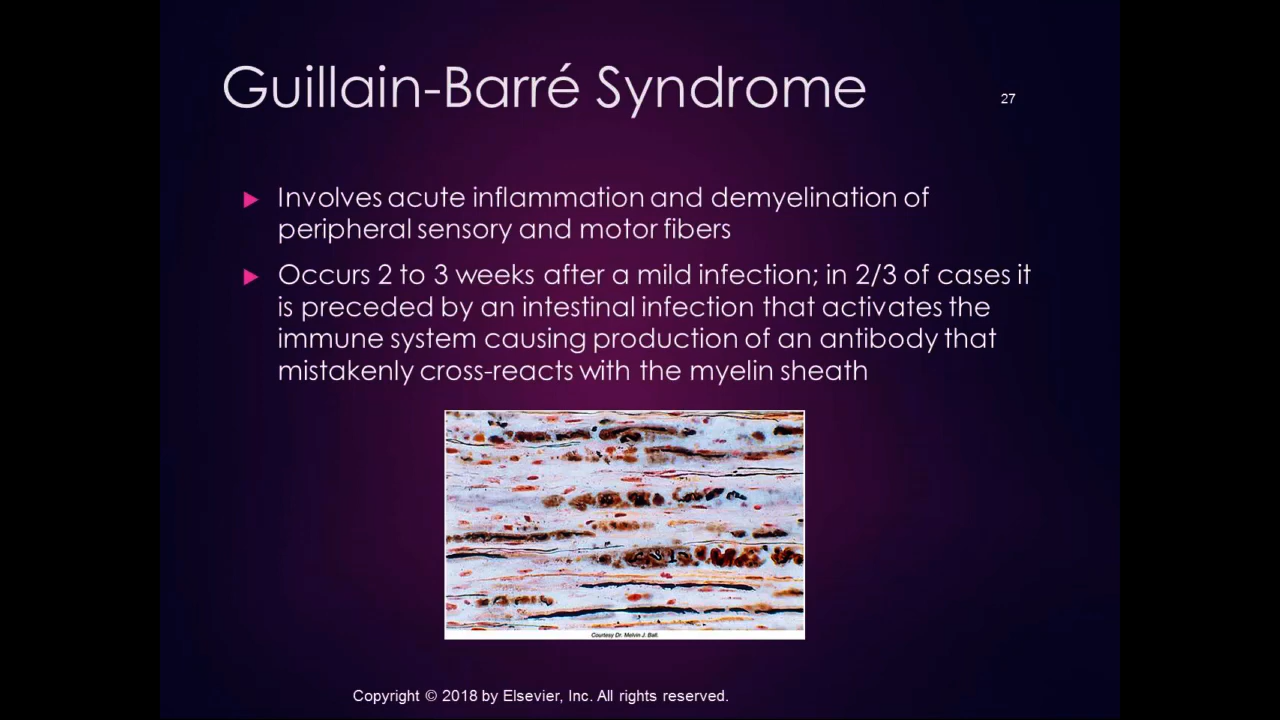 Guillain-Barré Syndrome
27
Involves acute inflammation and demyelination of
peripheral sensory and motor fibers
Occurs 2 to 3 weeks after a mild infection; in 2/3 of cases it
is preceded by an intestinal infection that activates the
immune system causing production of an antibody that
mistakenly cross-reacts with the myelin sheath
Courtesy Dr. Melvin J. Ball.
Copyright © 2018 by Elsevier, Inc. All rights reserved.